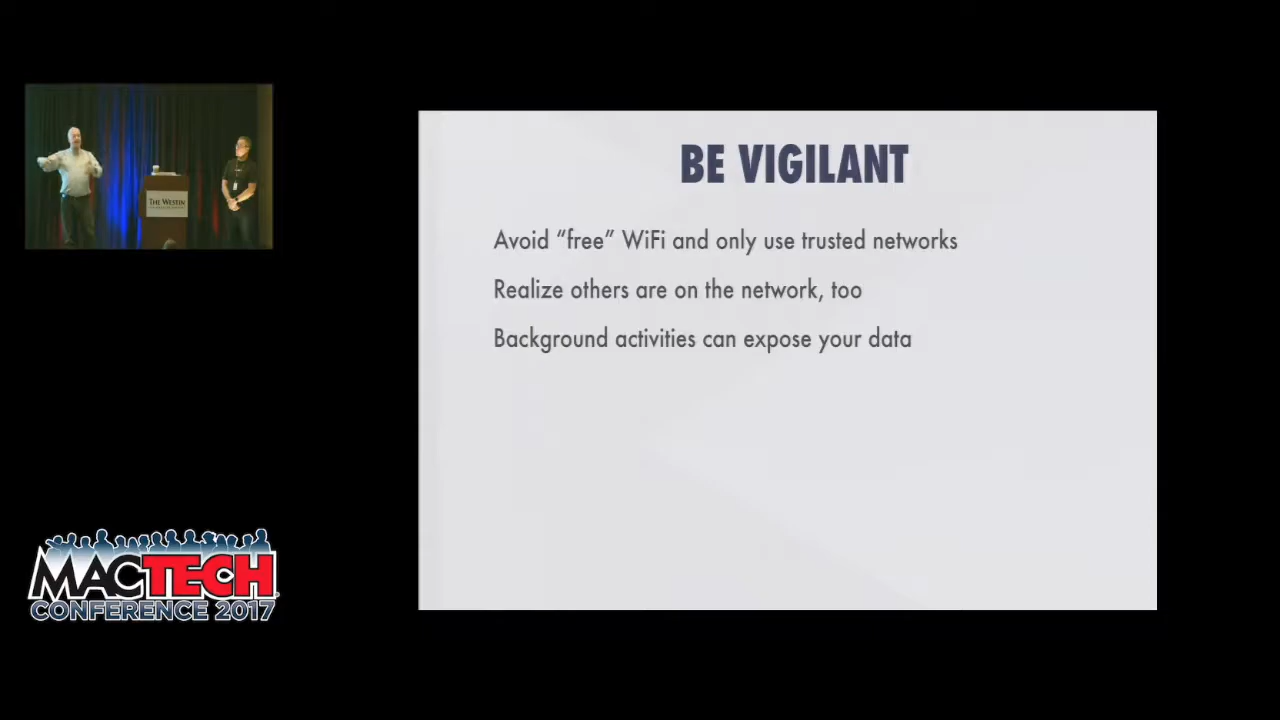 BE VIGILANT
Avoid “free” WiFi and only use trusted networks
Realize others are on the network, too
Background activities can expose your data
THE WESTIN
MACTECH
CONFERENCE 2017